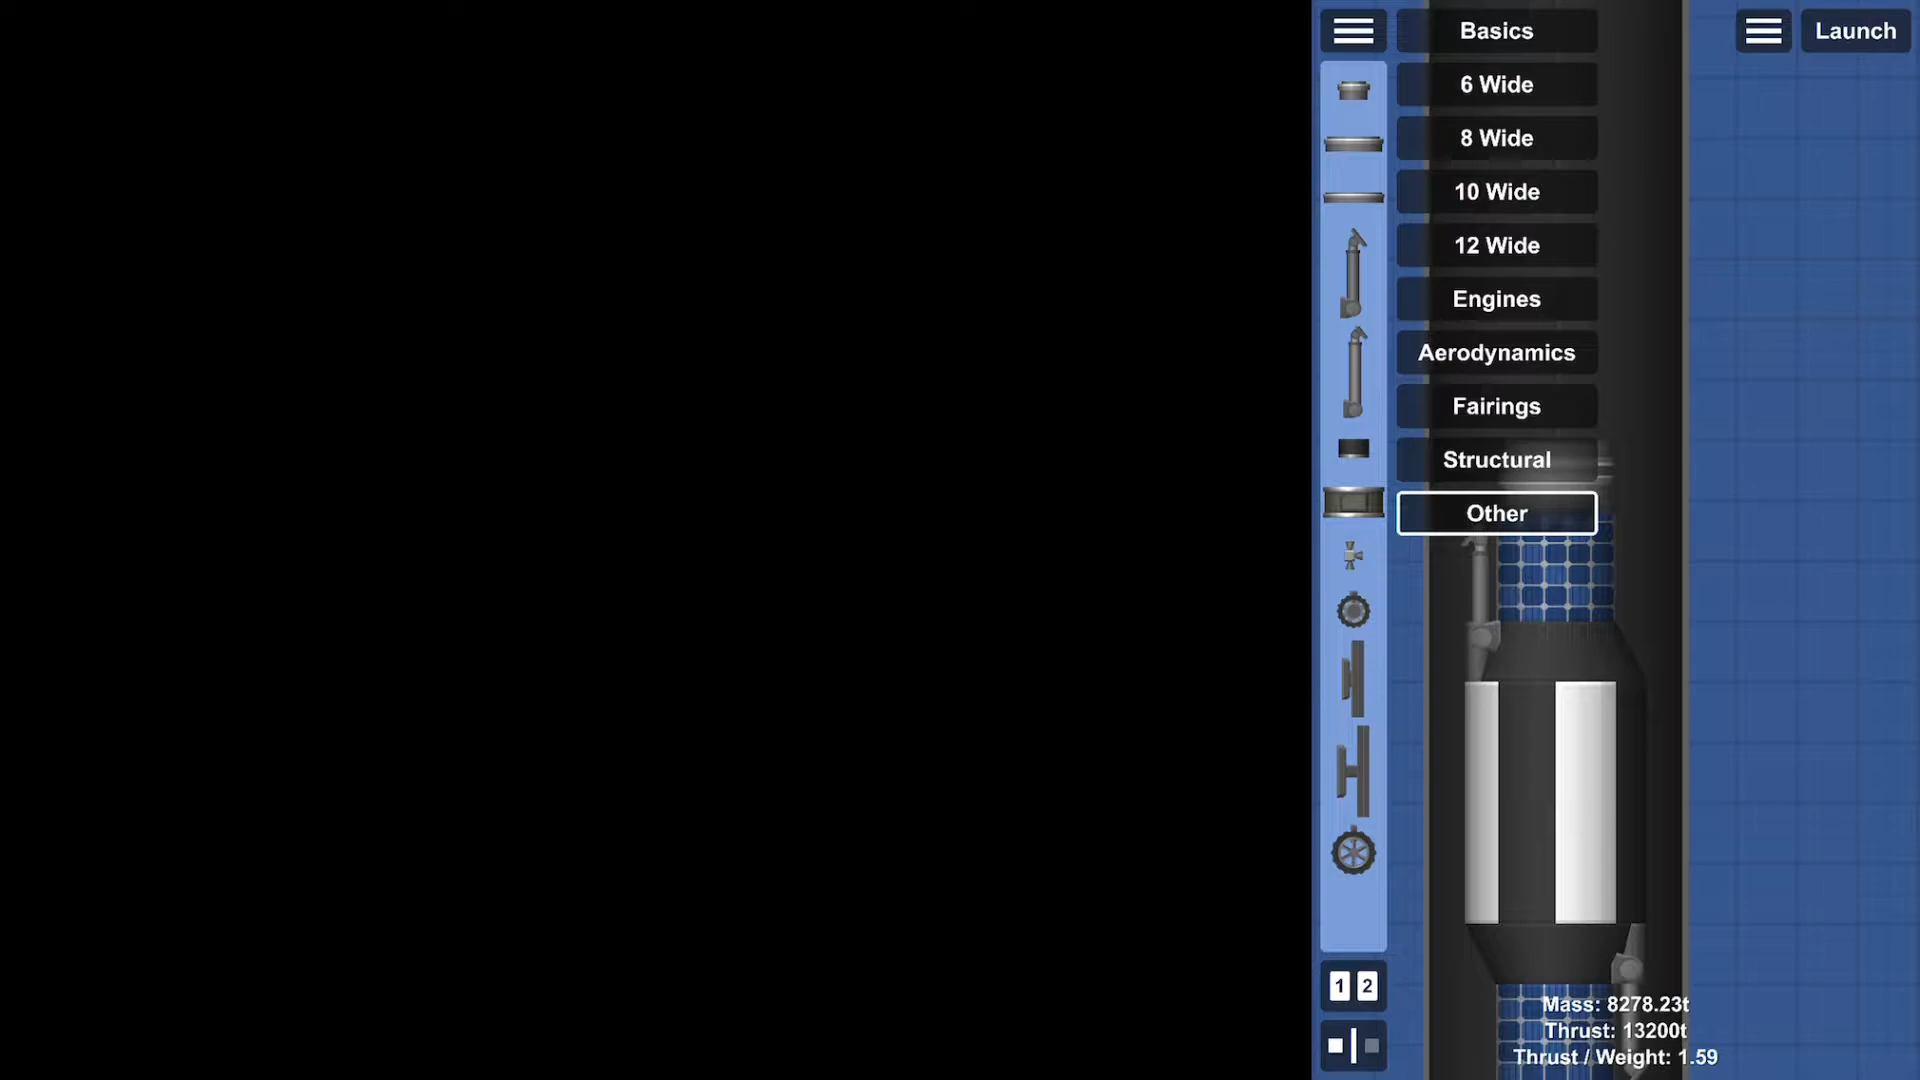 Basics
Launch
6 Wide
8 Wide
10 Wide
12 Wide
Engines
Aerodynamics
Fairings
Structural
Other
1 2
Mass: 8278.23t
Thrust: 13200t
Thrust / Weight: 1.59